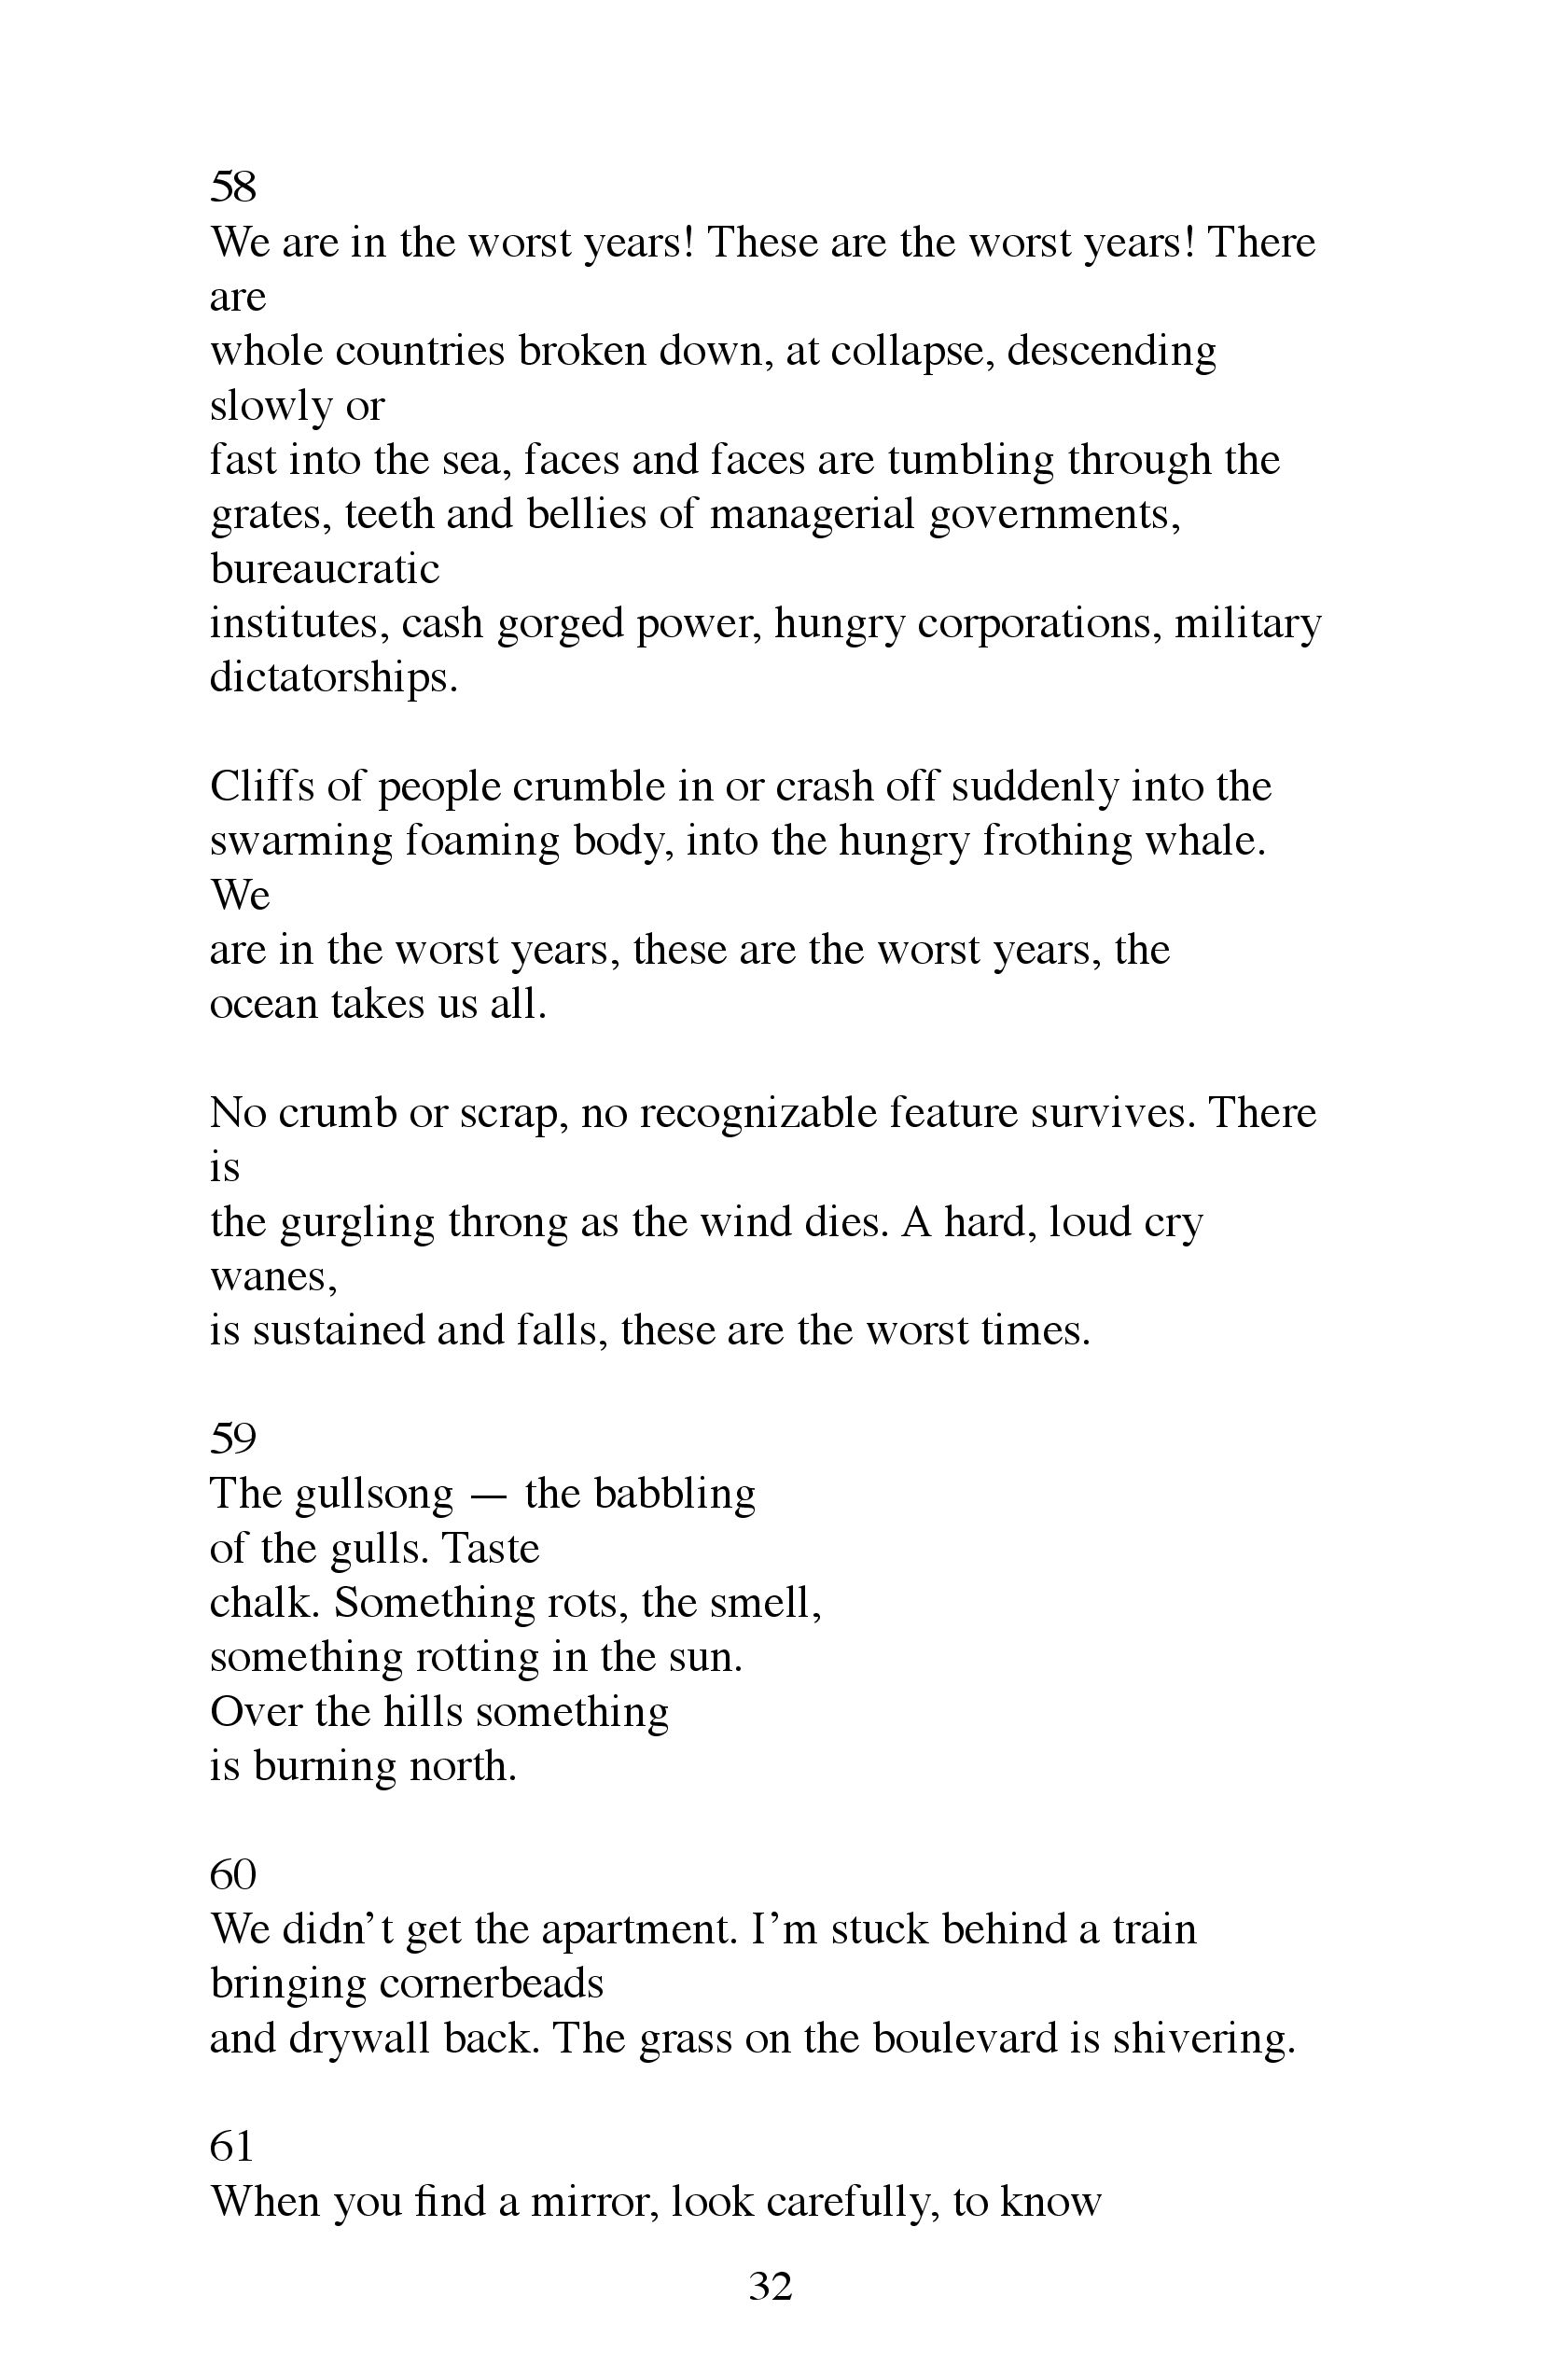 58
We are in the worst years! These are the worst years! There
are
whole countries broken down, at collapse, descending
slowly or
fast into the sea, faces and faces are tumbling through the
grates, teeth and bellies of managerial governments,
bureaucratic
institutes, cash gorged power, hungry corporations, military
dictatorships.

Cliffs of people crumble in or crash off suddenly into the
swarming foaming body, into the hungry frothing whale.
We
are in the worst years, these are the worst years, the
ocean takes us all.

No crumb or scrap, no recognizable feature survives. There
is
the gurgling throng as the wind dies. A hard, loud cry
wanes,
is sustained and falls, these are the worst times.

59
The gullsong — the babbling
of the gulls. Taste
chalk. Something rots, the smell,
something rotting in the sun.
Over the hills something
is burning north.

60
We didn’t get the apartment. I’m stuck behind a train
bringing cornerbeads
and drywall back. The grass on the boulevard is shivering.

61
When you find a mirror, look carefully, to know

32